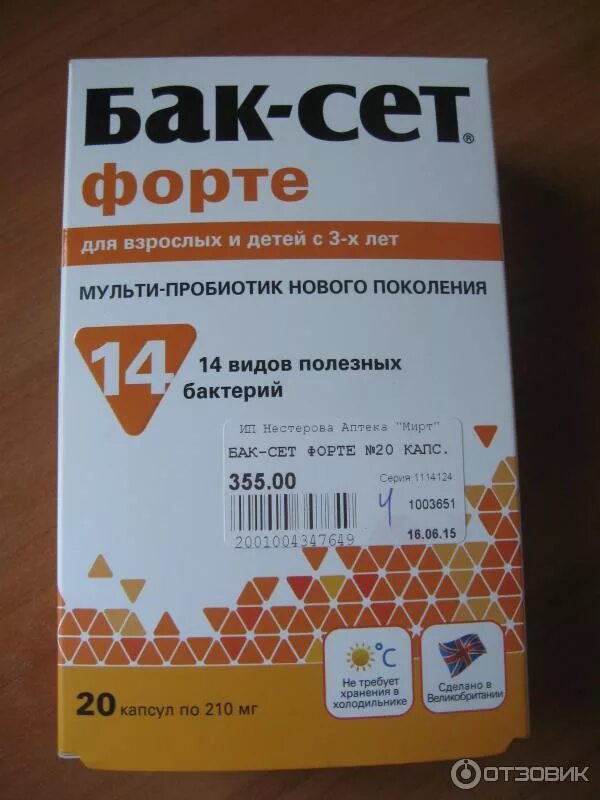 Бак-сет®
форте
для взрослых и детей с 3-х лет
МУЛЬТИ-ПРОБИОТИК НОВОГО ПОКОЛЕНИЯ
14
14 видов полезных
бактерий
ИП Нестерова Аптека "Мирт"
БАК-СЕТ ФОРТЕ №20 КАПС.
355.00
Серия 1114124
Ч 1003651
2001004347649
16.06.15
°C
Не требует
хранения в
холодильнике
Сделано в
Великобритании
20 капсул по 210 мг
ОТЗОВИК